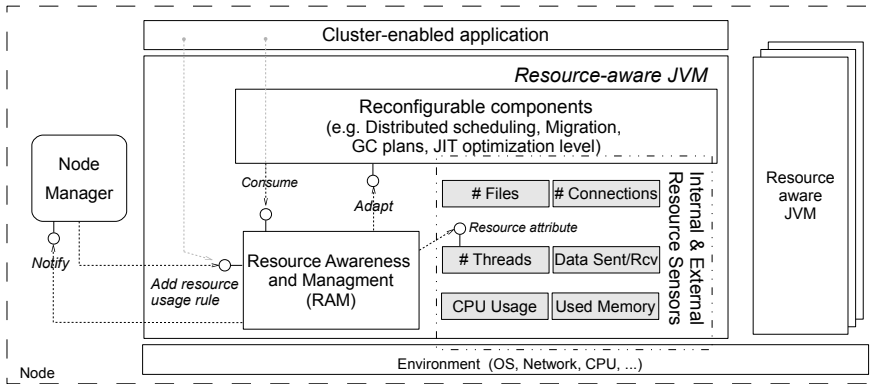 Cluster-enabled application
Resource-aware JVM
Reconfigurable components
(e.g. Distributed scheduling, Migration,
GC plans, JIT optimization level)
Node
Manager
Notify
Consume
Adapt
Add resource
usage rule
Resource Awareness
and Managment
(RAM)
Resource attribute
# Files
# Connections
# Threads
Data Sent/Rcv
CPU Usage
Used Memory
Internal & External
Resource Sensors
Resource
aware
JVM
Environment (OS, Network, CPU, ...)
Node